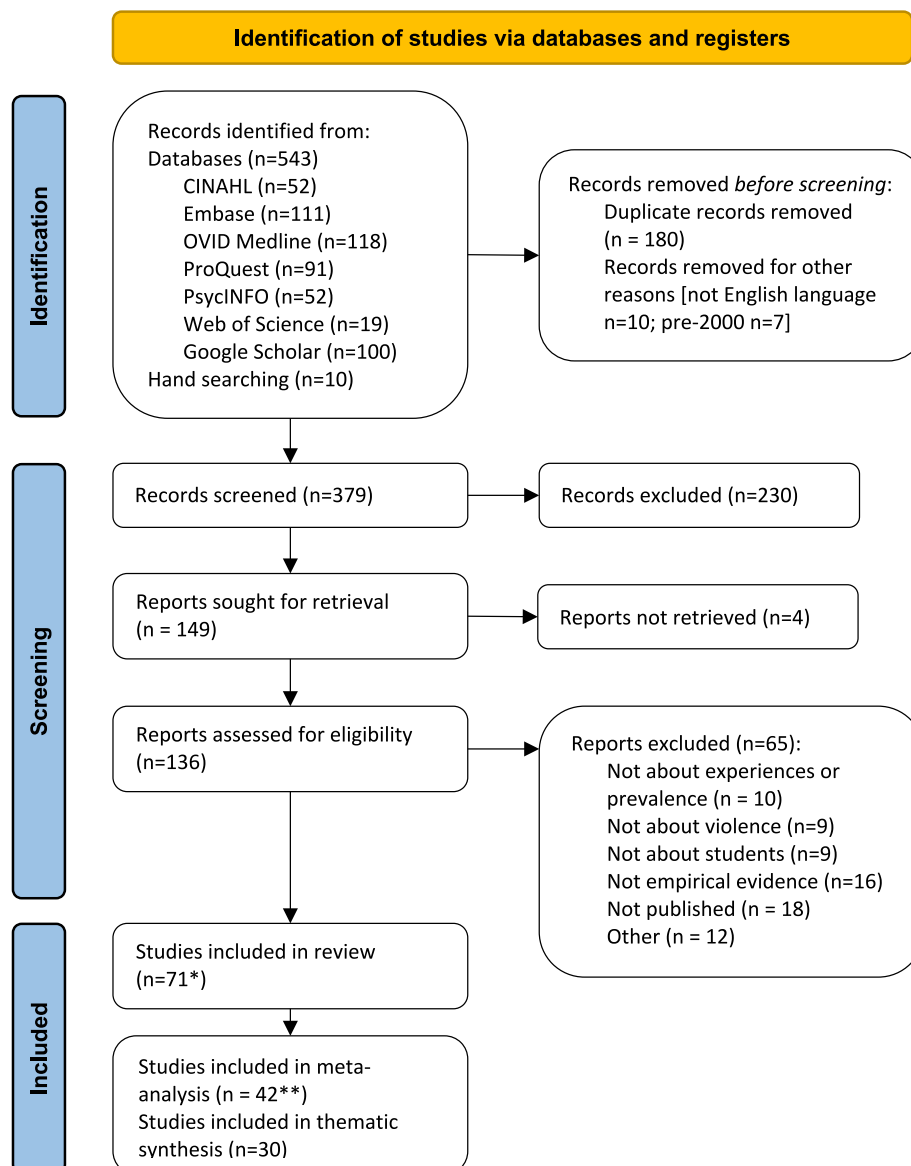 Identification of studies via databases and registers
Identification
Records identified from:
Databases (n=543)
CINAHL (n=52)
Embase (n=111)
OVID Medline (n=118)
ProQuest (n=91)
PsycINFO (n=52)
Web of Science (n=19)
Google Scholar (n=100)
Hand searching (n=10)
Records removed before screening:
Duplicate records removed
(n = 180)
Records removed for other
reasons [not English language
n=10; pre-2000 n=7]
Screening
Records screened (n=379)
Records excluded (n=230)
Reports sought for retrieval
(n = 149)
Reports not retrieved (n=4)
Reports assessed for eligibility
(n=136)
Reports excluded (n=65):
Not about experiences or
prevalence (n = 10)
Not about violence (n=9)
Not about students (n=9)
Not empirical evidence (n=16)
Not published (n = 18)
Other (n = 12)
Included
Studies included in review
(n=71*)
Studies included in meta-
analysis (n = 42**)
Studies included in thematic
synthesis (n=30)